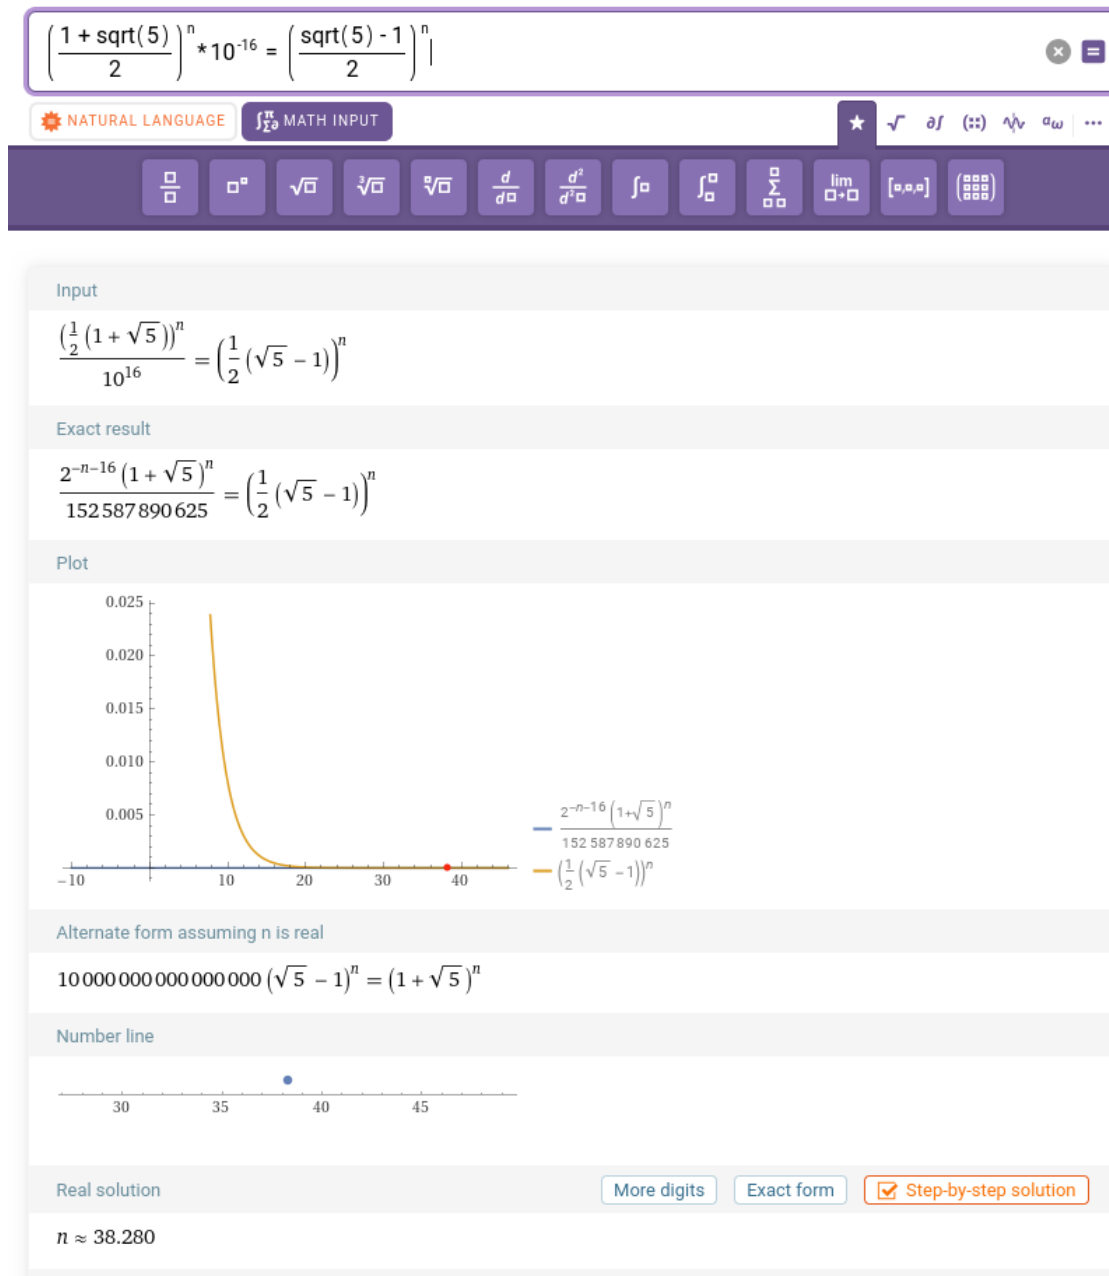 ((1 + sqrt(5))/2)^n * 10^-16 = ((sqrt(5) - 1)/2)^n
NATURAL LANGUAGE
∫Σπ∂ MATH INPUT
★ √‾ ∂∫ (::) αω ···
□/□ □^□ √□ ∛□ ⁿ√□ d/d□ d²/d²□ ∫□ ∫□ Σ□ lim □→□ [□,□,□]
Input
(1/2 (1 + √5))^n / 10^16 = (1/2 (√5 − 1))^n
Exact result
2^(−n−16) (1 + √5)^n / 152 587 890 625 = (1/2 (√5 − 1))^n
Plot
0.025
0.020
0.015
0.010
0.005
−10 10 20 30 40
2^(−n−16) (1+√5)^n / 152 587 890 625
(1/2 (√5 −1))^n
Alternate form assuming n is real
10 000 000 000 000 000 (√5 − 1)^n = (1 + √5)^n
Number line
30 35 40 45
Real solution
More digits
Exact form
Step-by-step solution
n ≈ 38.280